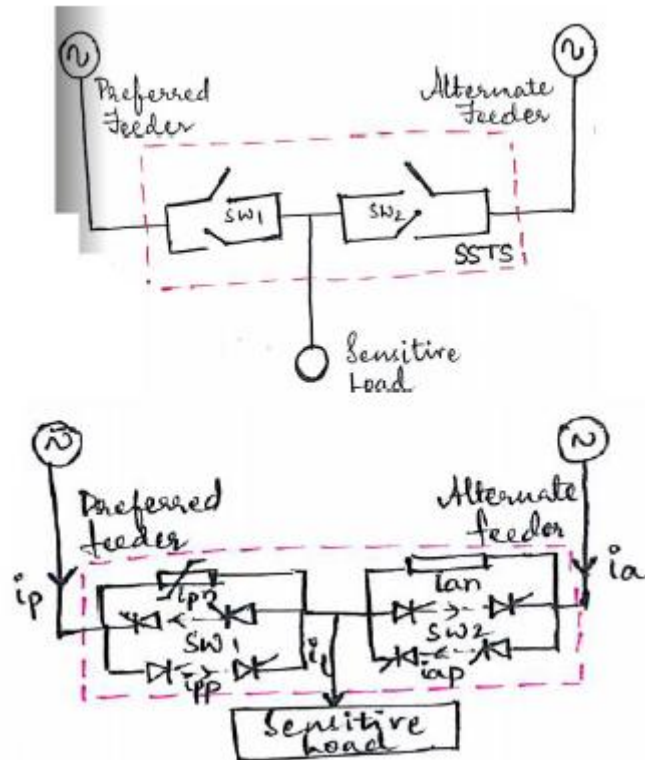 Preferred
Feeder
Alternate
Feeder
SW1
SW2
SSTS
Sensitive
Load
Preferred
feeder
Alternate
feeder
ip
ia
ipn
ian
SW1
SW2
il
ipp
iap
Sensitive
Load